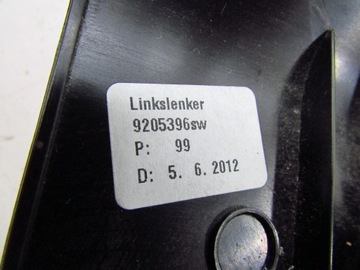 Linkslenker
9205396sw
P: 99
D: 5. 6. 2012